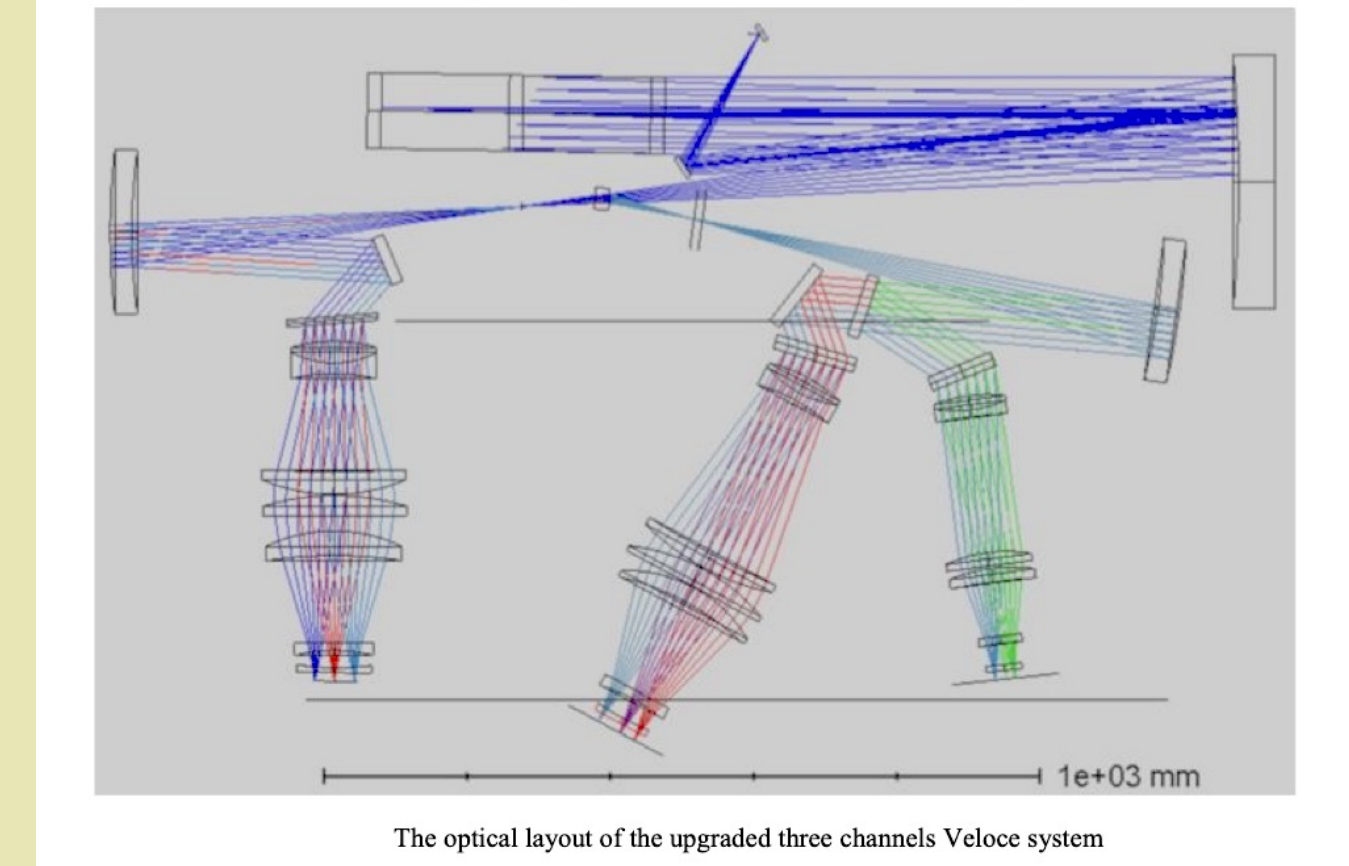 1e+03 mm
The optical layout of the upgraded three channels Veloce system